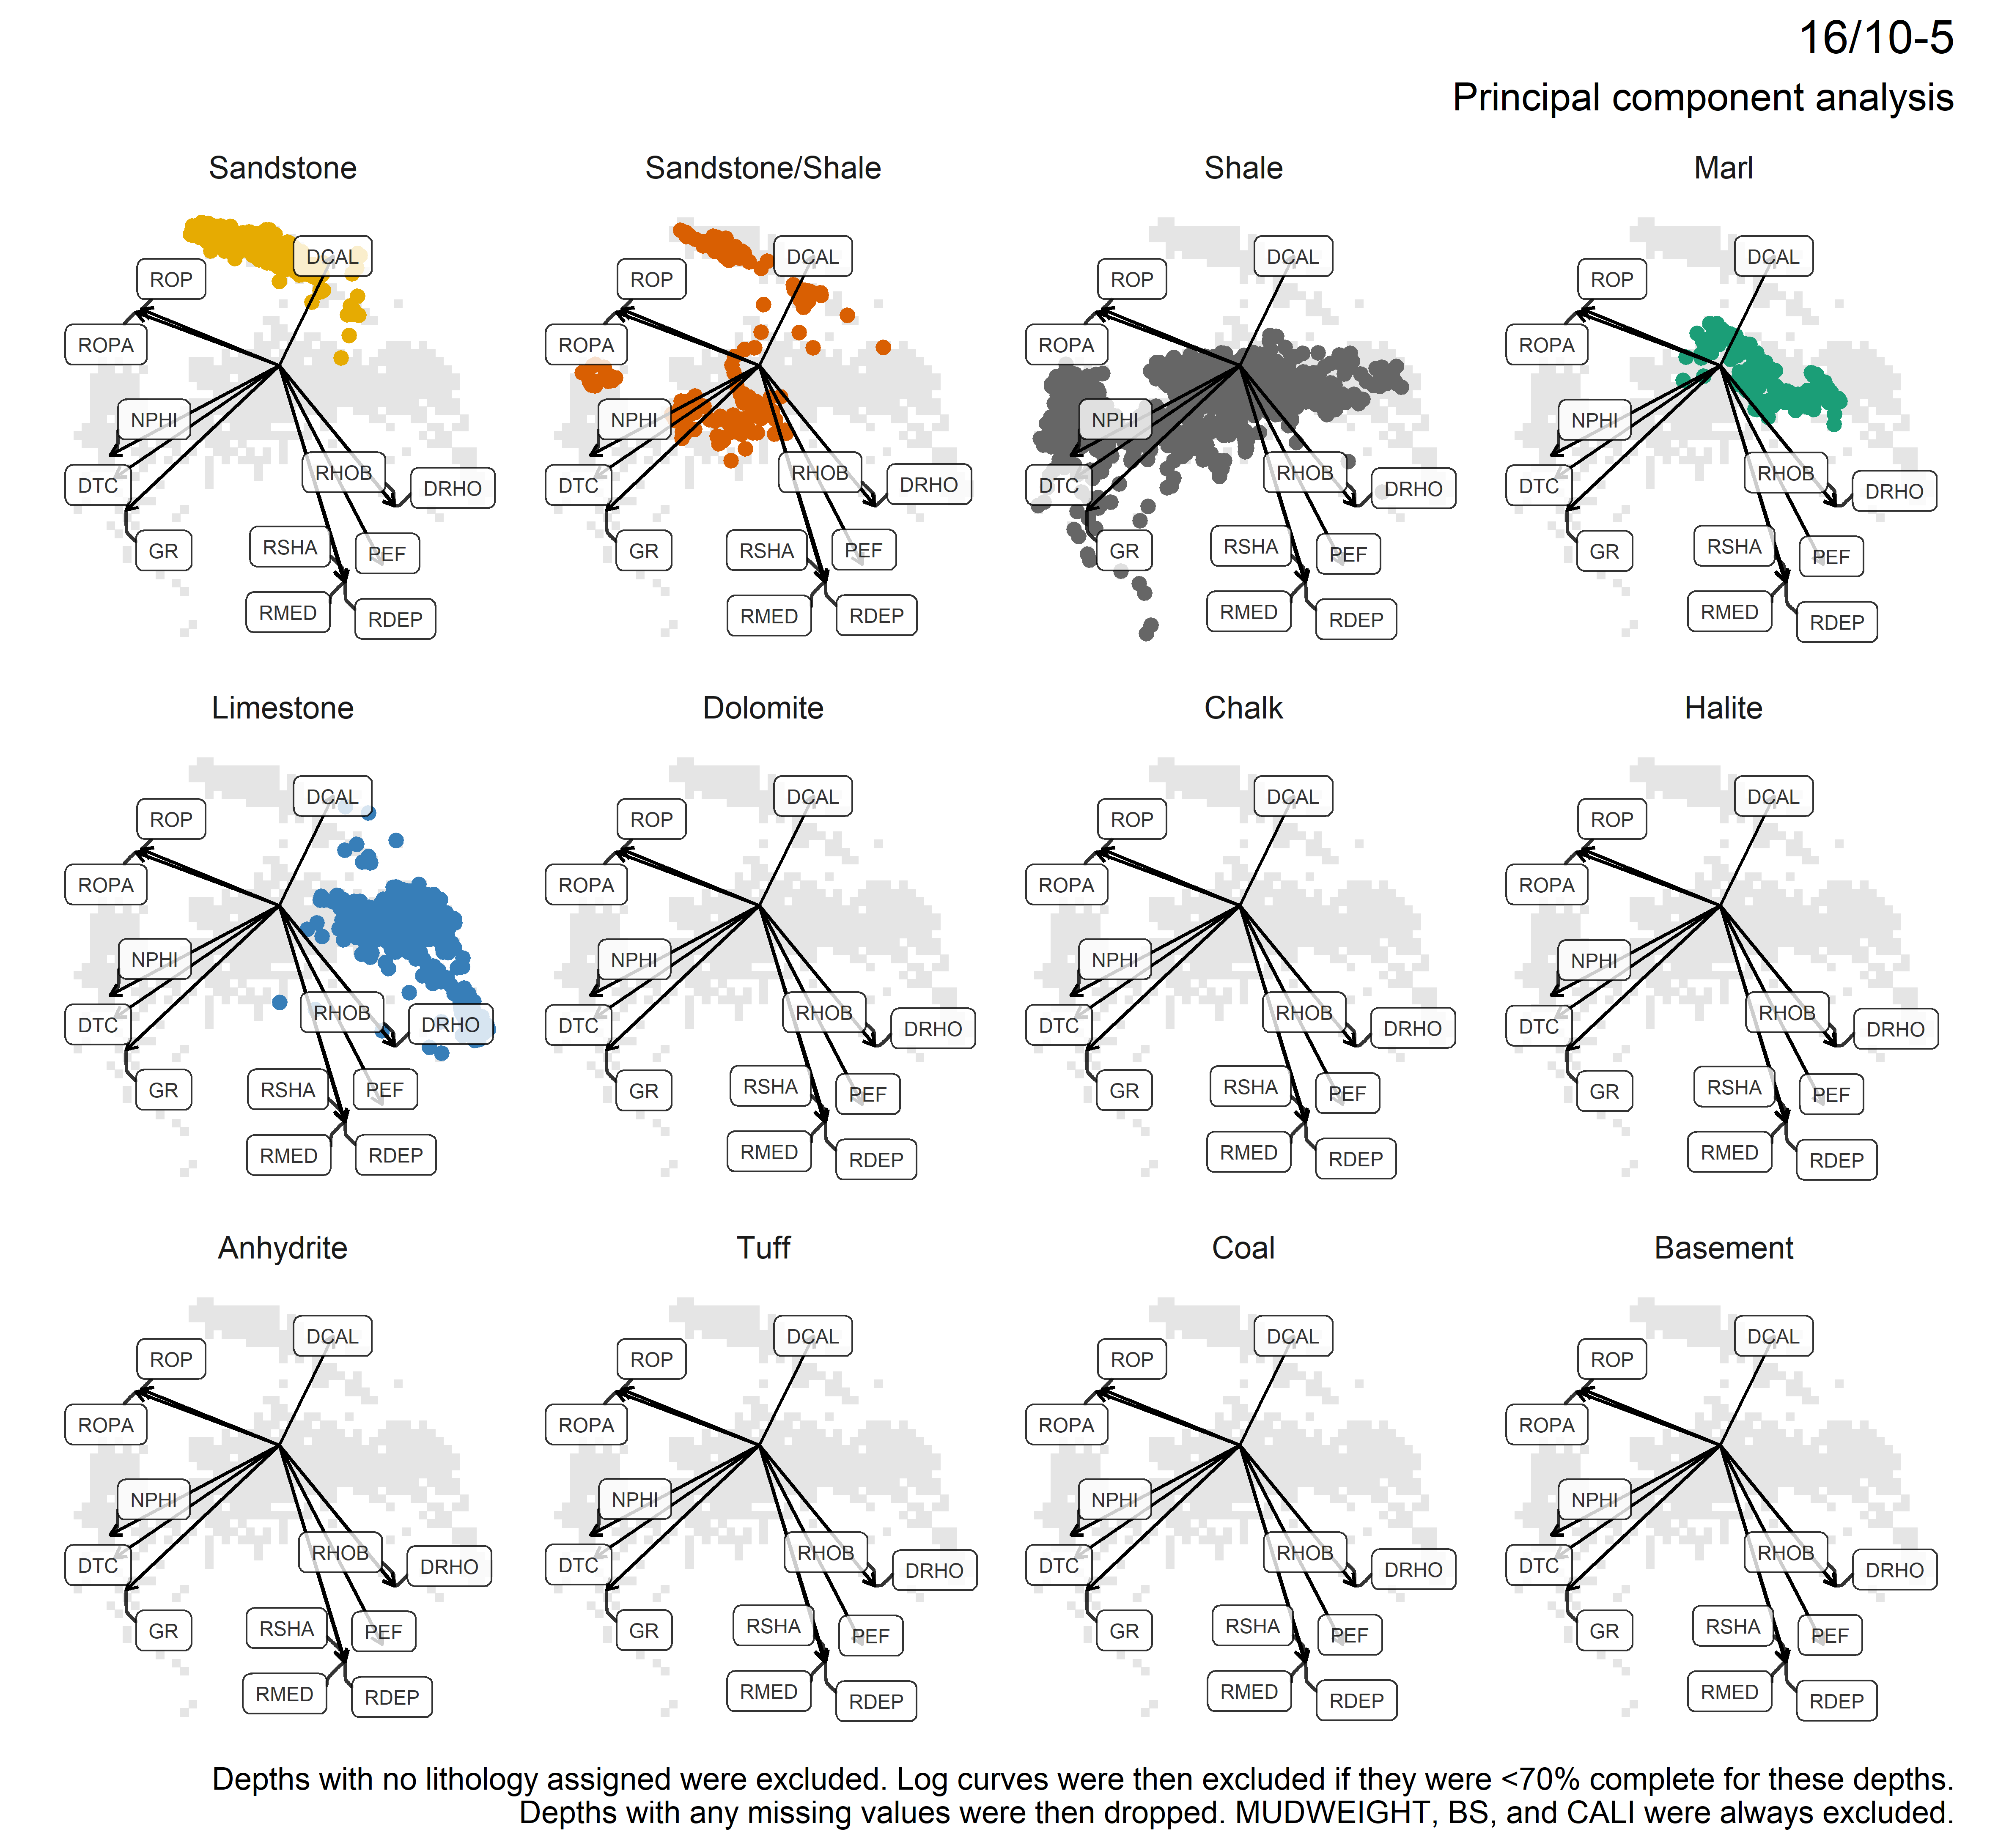 16/10-5
Principal component analysis
Sandstone
Sandstone/Shale
Shale
Marl
DCAL
ROP
ROPA
NPHI
DTC
RHOB
DRHO
GR
RSHA
PEF
RMED
RDEP
DCAL
ROP
ROPA
NPHI
DTC
RHOB
DRHO
GR
RSHA
PEF
RMED
RDEP
DCAL
ROP
ROPA
NPHI
DTC
RHOB
DRHO
GR
RSHA
PEF
RMED
RDEP
DCAL
ROP
ROPA
NPHI
DTC
RHOB
DRHO
GR
RSHA
PEF
RMED
RDEP
Limestone
Dolomite
Chalk
Halite
DCAL
ROP
ROPA
NPHI
DTC
RHOB
DRHO
GR
RSHA
PEF
RMED
RDEP
DCAL
ROP
ROPA
NPHI
DTC
RHOB
DRHO
GR
RSHA
PEF
RMED
RDEP
DCAL
ROP
ROPA
NPHI
DTC
RHOB
DRHO
GR
RSHA
PEF
RMED
RDEP
DCAL
ROP
ROPA
NPHI
DTC
RHOB
DRHO
GR
RSHA
PEF
RMED
RDEP
Anhydrite
Tuff
Coal
Basement
DCAL
ROP
ROPA
NPHI
DTC
RHOB
DRHO
GR
RSHA
PEF
RMED
RDEP
DCAL
ROP
ROPA
NPHI
DTC
RHOB
DRHO
GR
RSHA
PEF
RMED
RDEP
DCAL
ROP
ROPA
NPHI
DTC
RHOB
DRHO
GR
RSHA
PEF
RMED
RDEP
DCAL
ROP
ROPA
NPHI
DTC
RHOB
DRHO
GR
RSHA
PEF
RMED
RDEP
Depths with no lithology assigned were excluded. Log curves were then excluded if they were <70% complete for these depths.
Depths with any missing values were then dropped. MUDWEIGHT, BS, and CALI were always excluded.